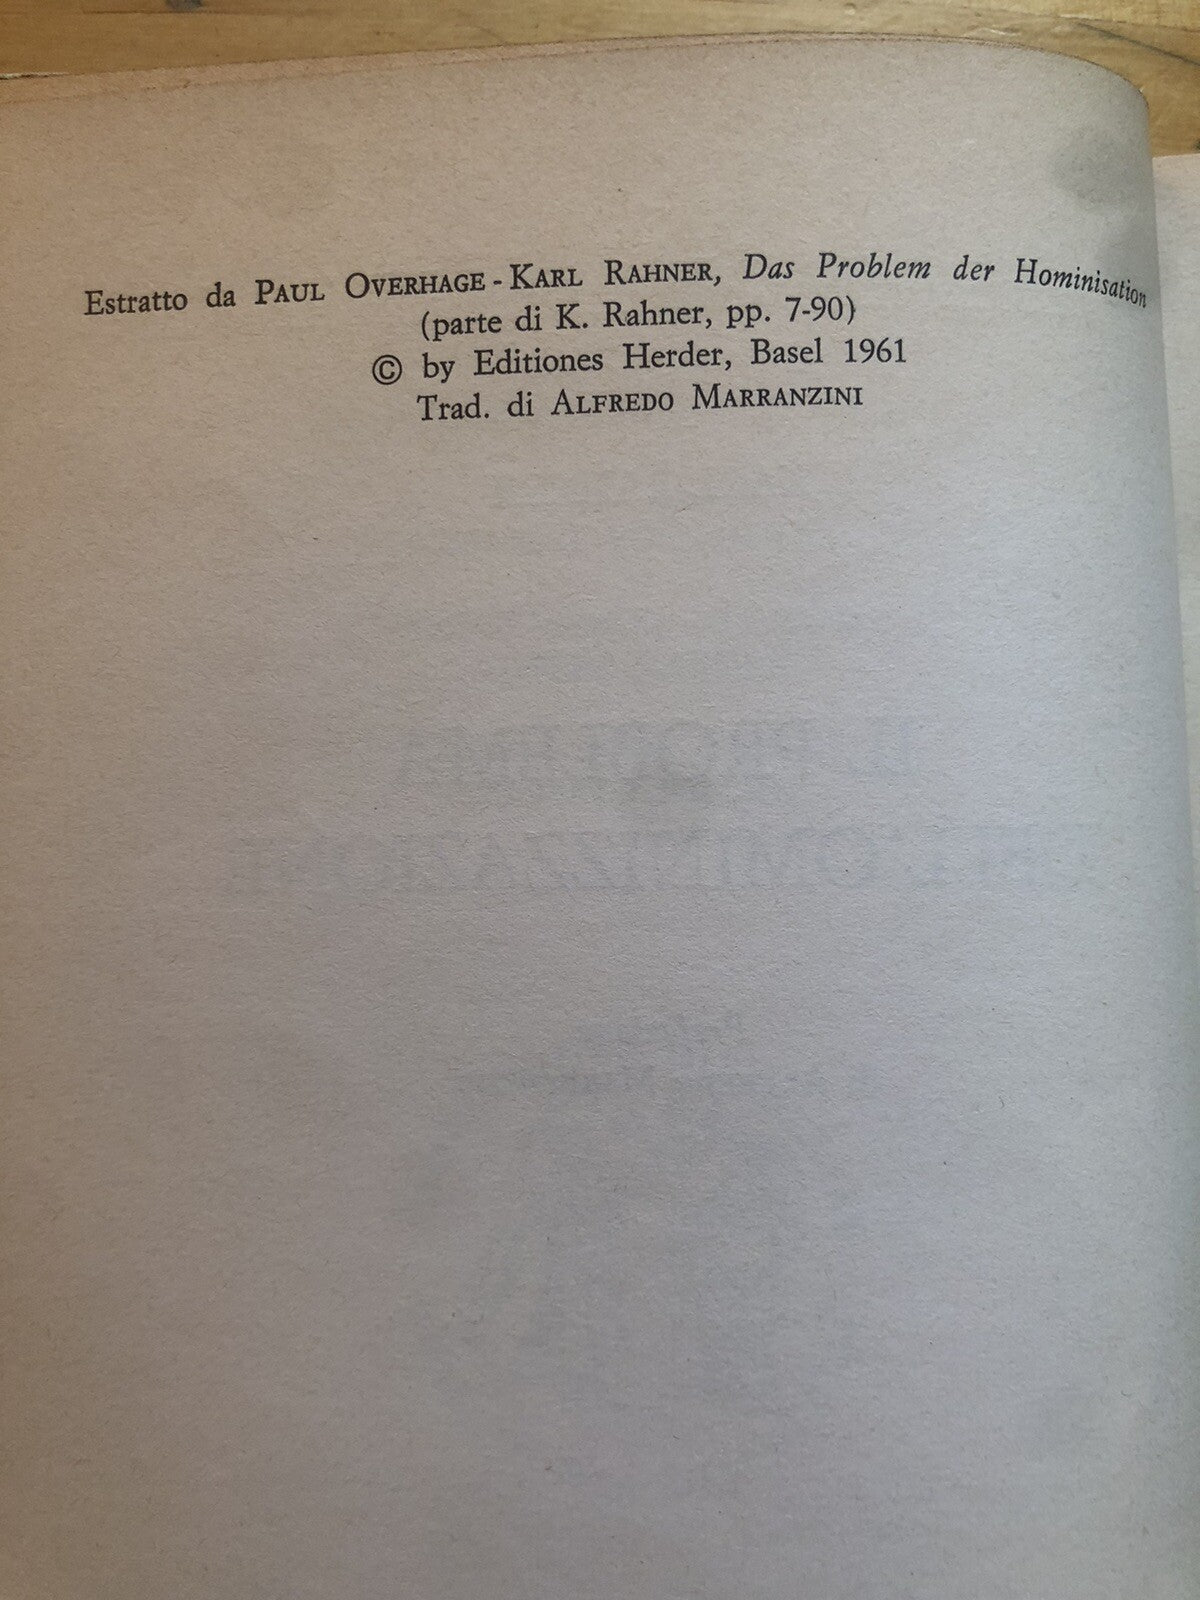 Estratto da PAUL OVERHAGE - KARL RAHNER, Das Problem der Hominisation
(parte di K. Rahner, pp. 7-90)
© by Editiones Herder, Basel 1961
Trad. di ALFREDO MARRANZINI